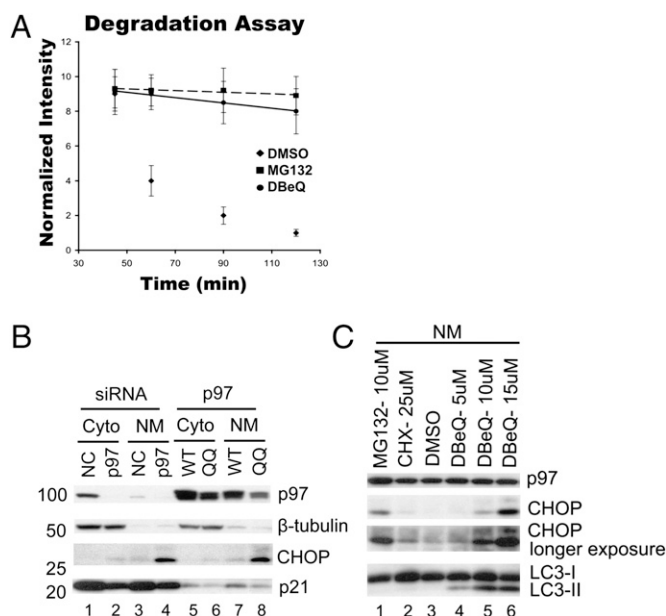 A
Degradation Assay
Normalized Intensity
12
10
8
6
4
2
0
30
50
70
90
110
130
Time (min)
DMSO
MG132
DBeQ
B
siRNA
p97
Cyto
NM
Cyto
NM
NC
p97
NC
p97
WT
QQ
WT
QQ
100
p97
50
β-tubulin
CHOP
25
20
p21
1 2 3 4 5 6 7 8
C
NM
MG132- 10uM
CHX- 25uM
DMSO
DBeQ- 5uM
DBeQ- 10uM
DBeQ- 15uM
p97
CHOP
CHOP
longer exposure
LC3-I
LC3-II
1 2 3 4 5 6